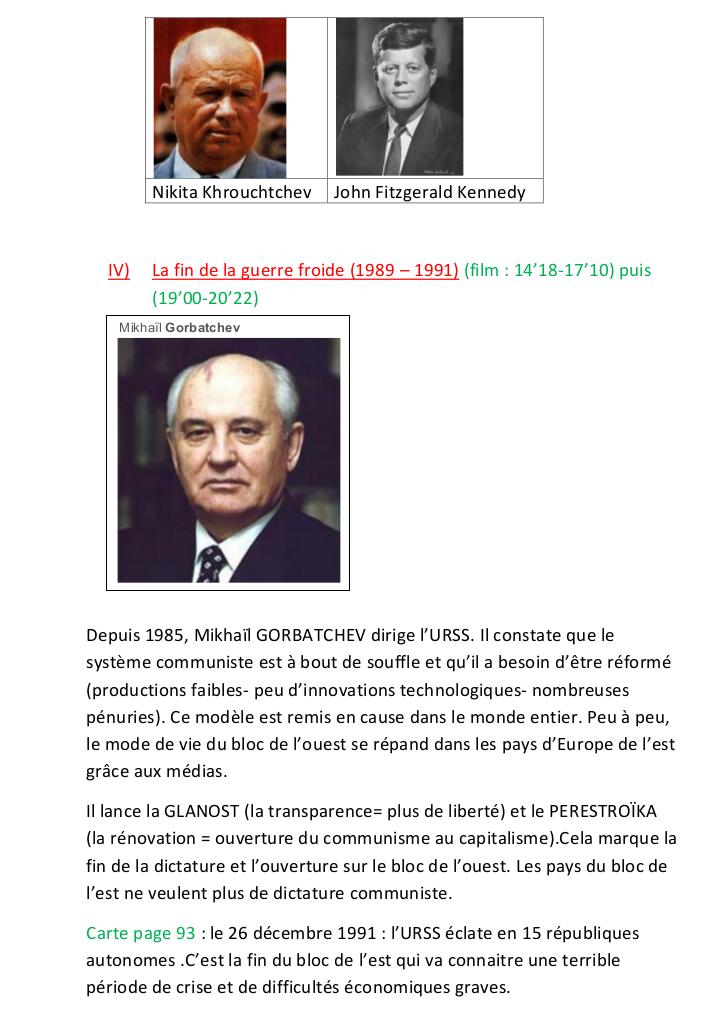 Nikita Khrouchtchev John Fitzgerald Kennedy
IV) La fin de la guerre froide (1989 – 1991) (film : 14’18-17’10) puis
(19’00-20’22)
Mikhaïl Gorbatchev
Depuis 1985, Mikhaïl GORBATCHEV dirige l’URSS. Il constate que le
système communiste est à bout de souffle et qu’il a besoin d’être réformé
(productions faibles- peu d’innovations technologiques- nombreuses
pénuries). Ce modèle est remis en cause dans le monde entier. Peu à peu,
le mode de vie du bloc de l’ouest se répand dans les pays d’Europe de l’est
grâce aux médias.
Il lance la GLANOST (la transparence= plus de liberté) et le PERESTROÏKA
(la rénovation = ouverture du communisme au capitalisme).Cela marque la
fin de la dictature et l’ouverture sur le bloc de l’ouest. Les pays du bloc de
l’est ne veulent plus de dictature communiste.
Carte page 93 : le 26 décembre 1991 : l’URSS éclate en 15 républiques
autonomes .C’est la fin du bloc de l’est qui va connaitre une terrible
période de crise et de difficultés économiques graves.